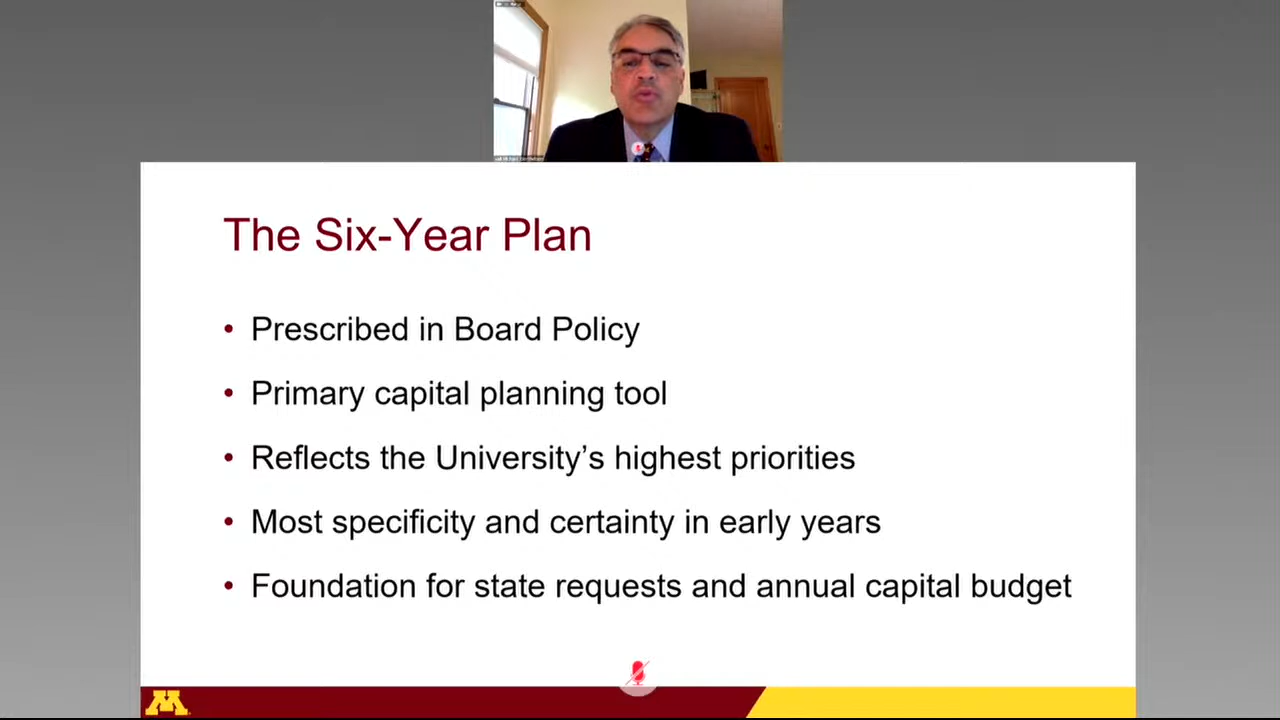 The Six-Year Plan
• Prescribed in Board Policy
• Primary capital planning tool
• Reflects the University’s highest priorities
• Most specificity and certainty in early years
• Foundation for state requests and annual capital budget
M